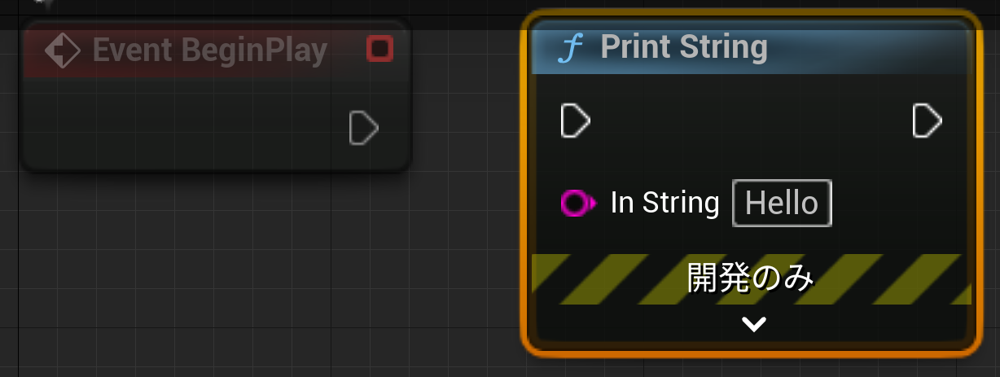 Event BeginPlay
Print String
In String Hello
開発のみ